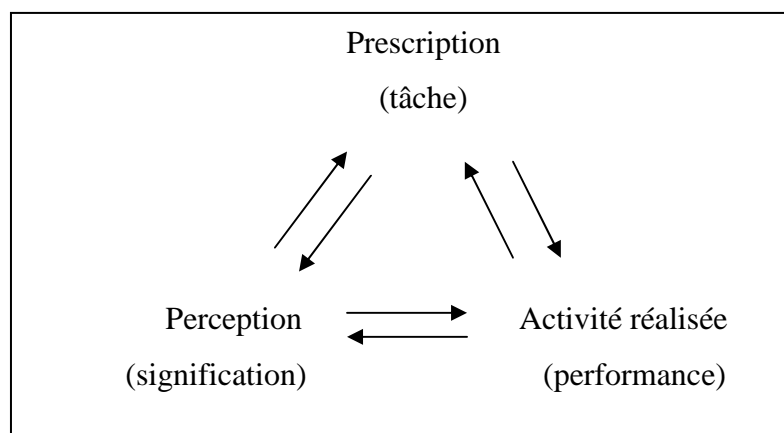 Prescription
(tâche)
Perception
(signification)
Activité réalisée
(performance)